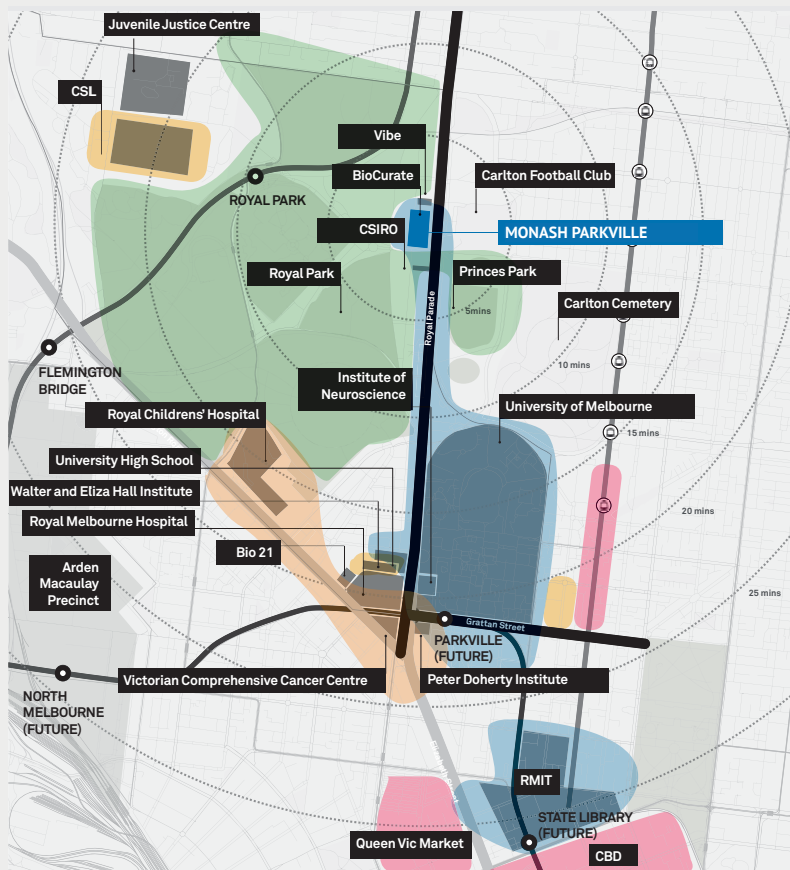 Juvenile Justice Centre
CSL
Vibe
BioCurate
Carlton Football Club
ROYAL PARK
CSIRO
MONASH PARKVILLE
Royal Park
Princes Park
Carlton Cemetery
Royal Parade
5mins
FLEMINGTON
BRIDGE
10 mins
Institute of
Neuroscience
University of Melbourne
Royal Childrens' Hospital
15 mins
University High School
Walter and Eliza Hall Institute
Royal Melbourne Hospital
20 mins
Bio 21
Arden
Macaulay
Precinct
25 mins
Grattan Street
PARKVILLE
(FUTURE)
Victorian Comprehensive Cancer Centre
Peter Doherty Institute
NORTH
MELBOURNE
(FUTURE)
RMIT
STATE LIBRARY
(FUTURE)
Queen Vic Market
CBD